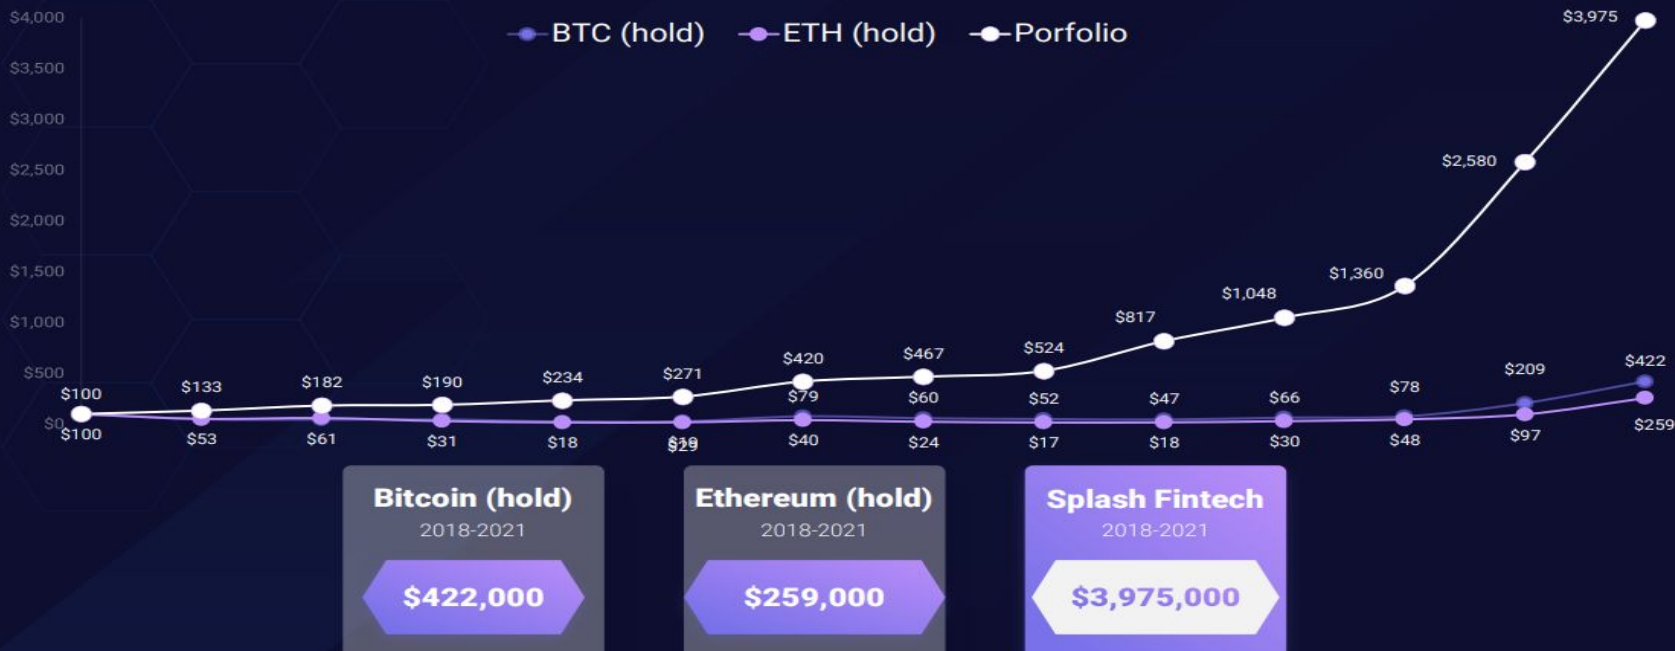 $4,000
$3,500
$3,000
$2,500
$2,000
$1,500
$1,000
$500
$0
BTC (hold) ETH (hold) Porfolio
$100 $133 $182 $190 $234 $271 $420 $467 $524 $817 $1,048 $1,360 $2,580 $3,975
$79 $60 $52 $47 $66 $78 $209 $422
$100 $53 $61 $31 $18 $29 $40 $24 $17 $18 $30 $48 $97 $259
Bitcoin (hold) Ethereum (hold) Splash Fintech
2018-2021 2018-2021 2018-2021
$422,000 $259,000 $3,975,000